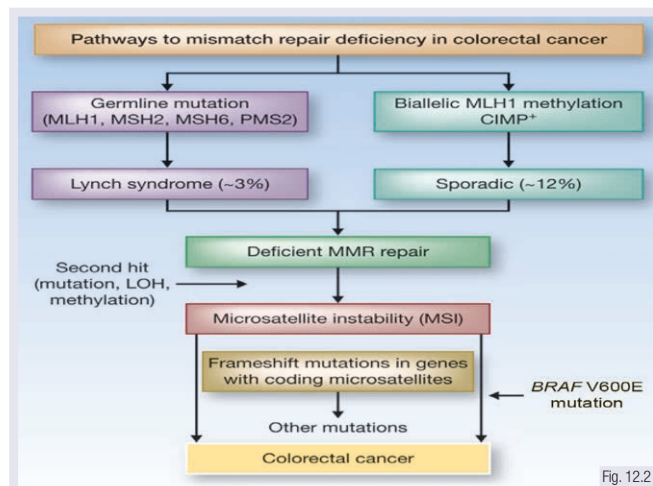 Pathways to mismatch repair deficiency in colorectal cancer
Germline mutation
(MLH1, MSH2, MSH6, PMS2)
Biallelic MLH1 methylation
CIMP+
Lynch syndrome (~3%)
Sporadic (~12%)
Deficient MMR repair
Second hit
(mutation, LOH,
methylation)
Microsatellite instability (MSI)
Frameshift mutations in genes
with coding microsatellites
BRAF V600E
mutation
Other mutations
Colorectal cancer
Fig. 12.2